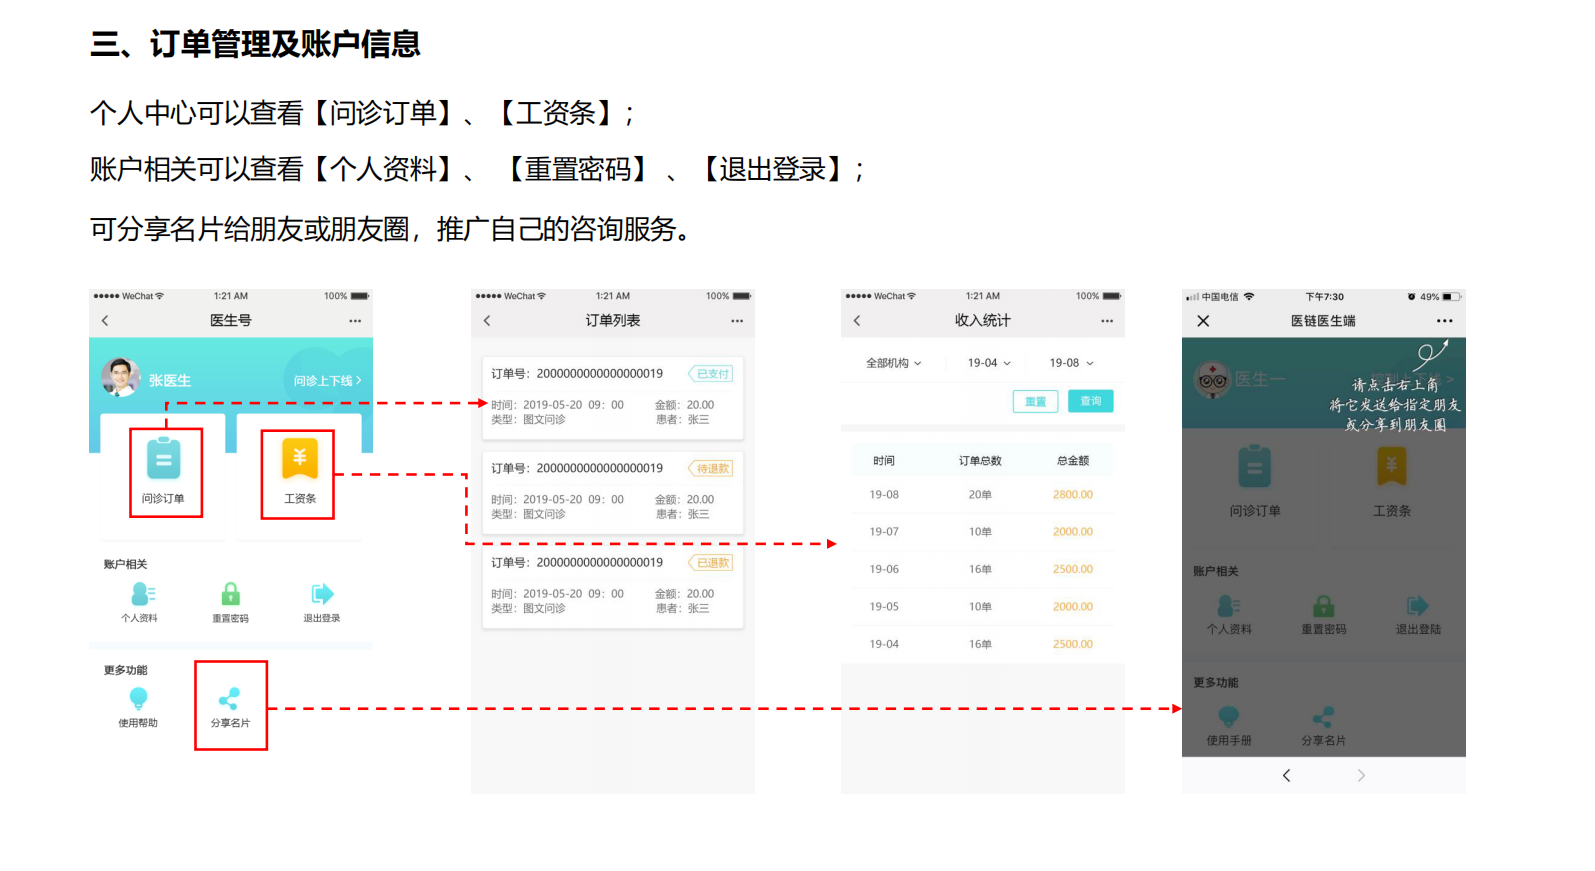 三、订单管理及账户信息
个人中心可以查看【问诊订单】、【工资条】；
账户相关可以查看【个人资料】、 【重置密码】 、【退出登录】；
可分享名片给朋友或朋友圈，推广自己的咨询服务。
WeChat 1:21 AM 100%
医生号
张医生
问诊上下线
问诊订单
工资条
账户相关
个人资料 重置密码 退出登录
更多功能
使用帮助 分享名片
WeChat 1:21 AM 100%
订单列表
订单号：2000000000000000019 已支付
时间：2019-05-20 09：00 金额：20.00
类型：图文问诊 患者：张三
订单号：2000000000000000019 待退款
时间：2019-05-20 09：00 金额：20.00
类型：图文问诊 患者：张三
订单号：2000000000000000019 已退款
时间：2019-05-20 09：00 金额：20.00
类型：图文问诊 患者：张三
WeChat 1:21 AM 100%
收入统计
全部机构 19-04 19-08
重置 查询
时间 订单总数 总金额
19-08 20单 2800.00
19-07 10单 2000.00
19-06 16单 2500.00
19-05 10单 2000.00
19-04 16单 2500.00
中国电信 下午7:30 49%
医链医生端
医生一
请点击右上角
将它发送给指定朋友
或分享到朋友圈
问诊订单 工资条
账户相关
个人资料 重置密码 退出登陆
更多功能
使用手册 分享名片